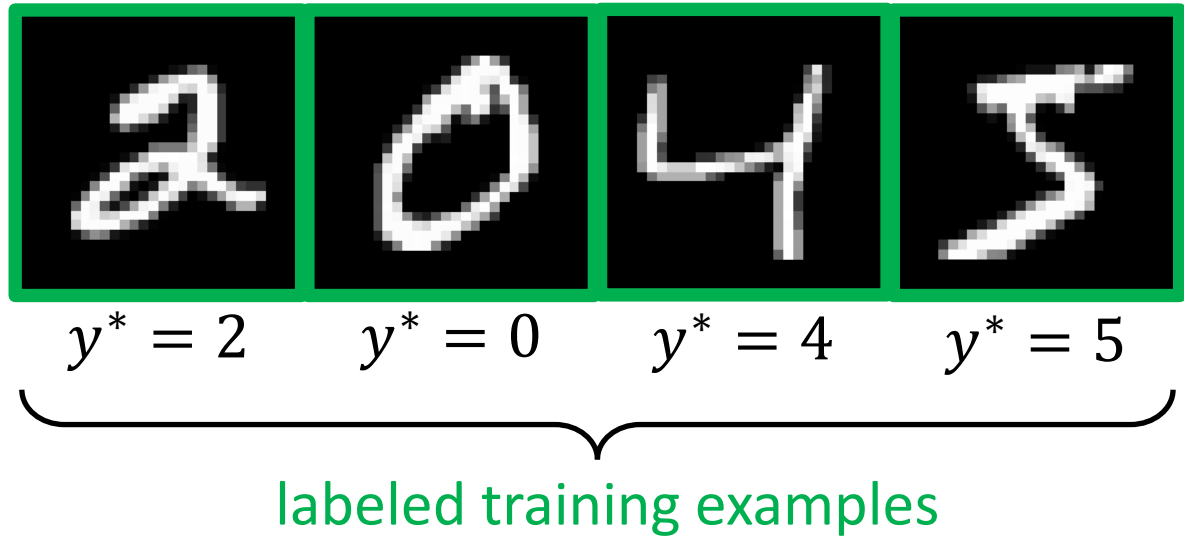 2 0 4 5
y* = 2 y* = 0 y* = 4 y* = 5
labeled training examples